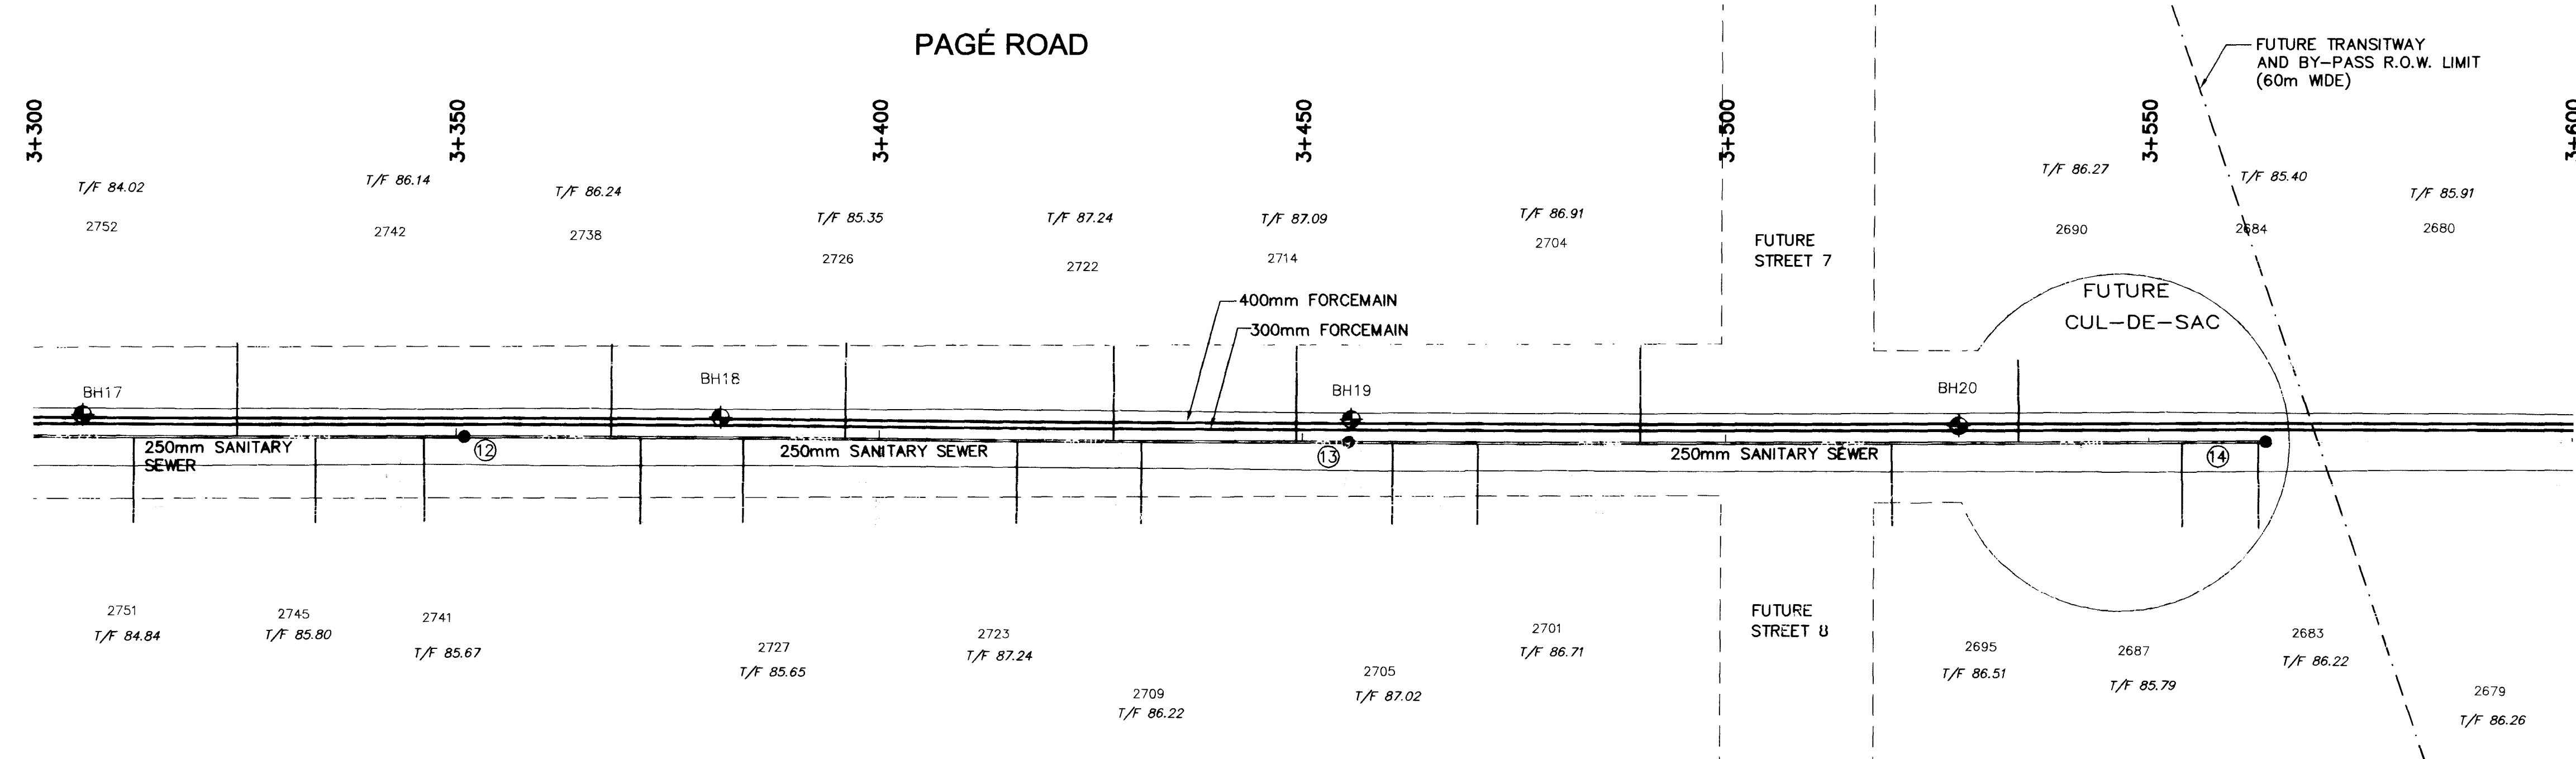 PAGÉ ROAD
FUTURE TRANSITWAY
AND BY-PASS R.O.W. LIMIT
(60m WIDE)
3+300
3+350
3+400
3+450
3+500
3+550
3+600
T/F 84.02
T/F 86.14
T/F 86.24
T/F 85.35
T/F 87.24
T/F 87.09
T/F 86.91
T/F 86.27
T/F 85.40
T/F 85.91
2752
2742
2738
2726
2722
2714
2704
2690
2684
2680
FUTURE
STREET 7
FUTURE
CUL-DE-SAC
400mm FORCEMAIN
300mm FORCEMAIN
BH17
BH18
BH19
BH20
250mm SANITARY
SEWER
12
250mm SANITARY SEWER
13
250mm SANITARY SEWER
14
2751
T/F 84.84
2745
T/F 85.80
2741
T/F 85.67
2727
T/F 85.65
2723
T/F 87.24
2709
T/F 86.22
2705
T/F 87.02
2701
T/F 86.71
FUTURE
STREET 8
2695
T/F 86.51
2687
T/F 85.79
2683
T/F 86.22
2679
T/F 86.26